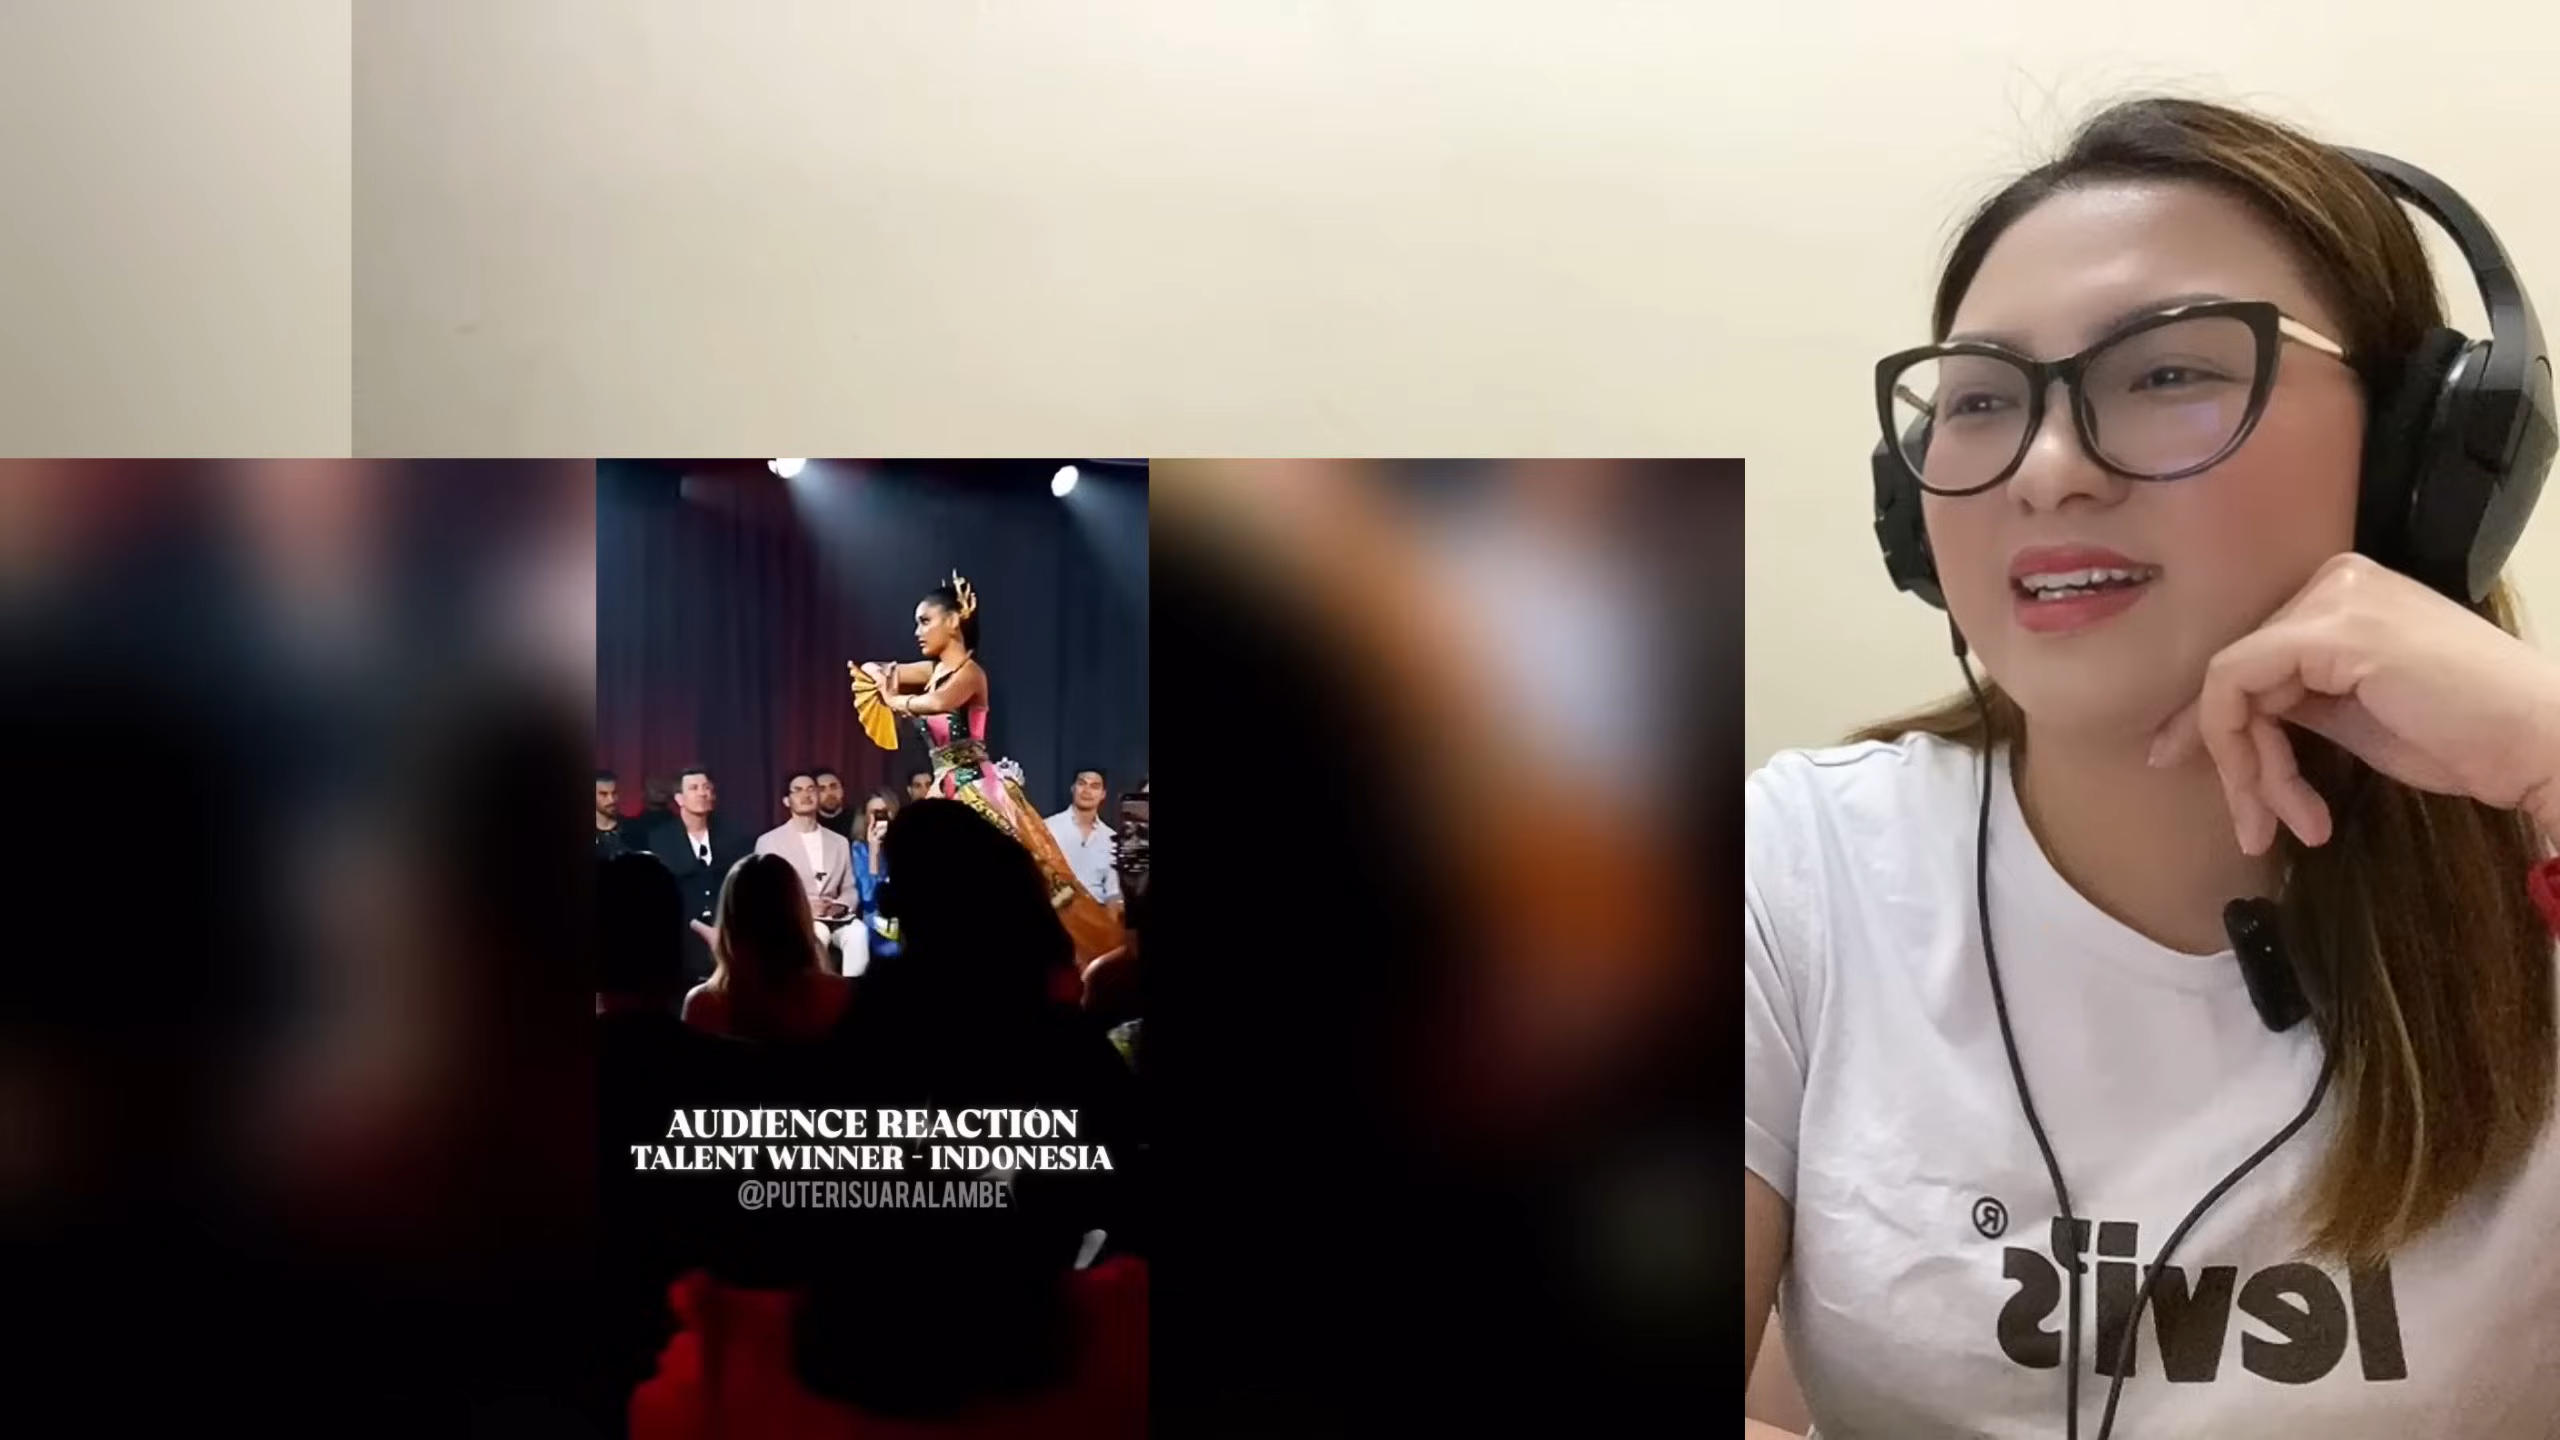 AUDIENCE REACTION
TALENT WINNER - INDONESIA
@PUTERISUARALAMBE
Levi's®